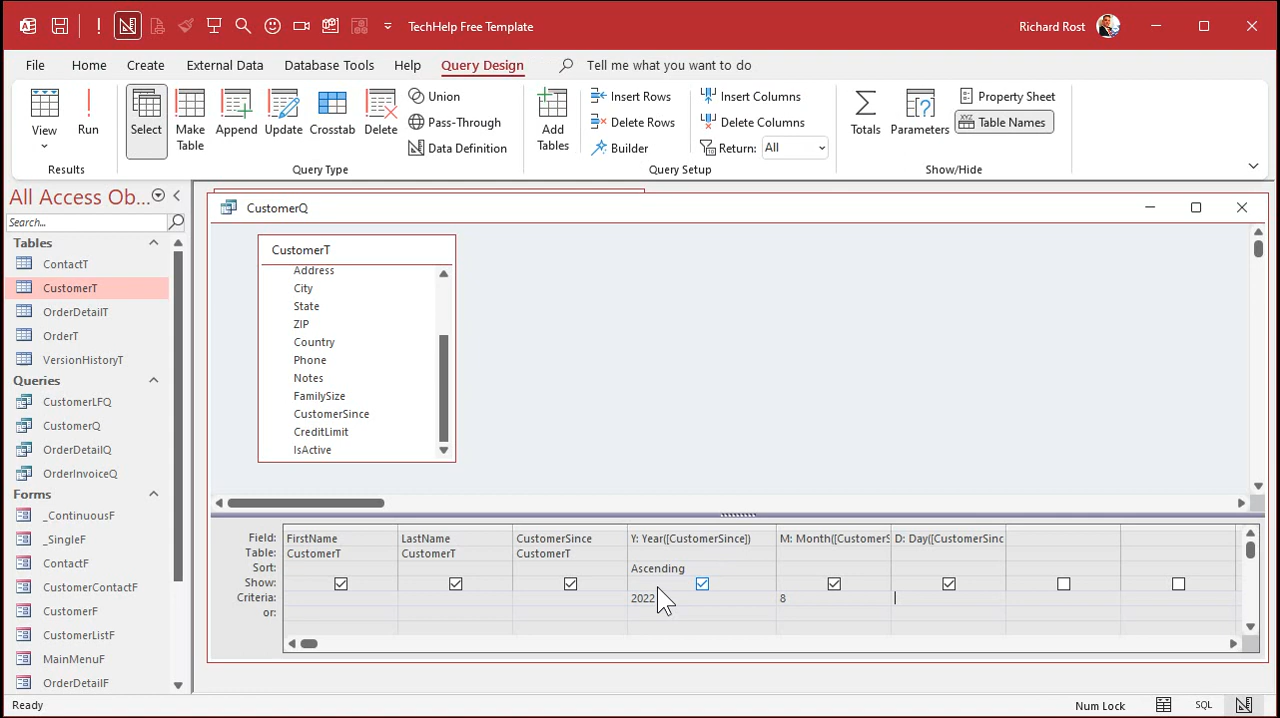 TechHelp Free Template
Richard Rost
File Home Create External Data Database Tools Help Query Design Tell me what you want to do
View
Run
Results
Select
Make Table
Append
Update
Crosstab
Delete
Union
Pass-Through
Data Definition
Query Type
Add Tables
Insert Rows
Delete Rows
Builder
Insert Columns
Delete Columns
Return: All
Query Setup
Totals
Parameters
Property Sheet
XYZ Table Names
Show/Hide
All Access Ob...
Search...
Tables
ContactT
CustomerT
OrderDetailT
OrderT
VersionHistoryT
Queries
CustomerLFQ
CustomerQ
OrderDetailQ
OrderInvoiceQ
Forms
_ContinuousF
_SingleF
ContactF
CustomerContactF
CustomerF
CustomerListF
MainMenuF
OrderDetailF
CustomerQ
CustomerT
Address
City
State
ZIP
Country
Phone
Notes
FamilySize
CustomerSince
CreditLimit
IsActive
Field: FirstName LastName CustomerSince Y: Year([CustomerSince]) M: Month([CustomerS D: Day([CustomerSinc
Table: CustomerT CustomerT CustomerT
Sort: Ascending
Show:
Criteria: 2022 8
or:
Ready
Num Lock
SQL